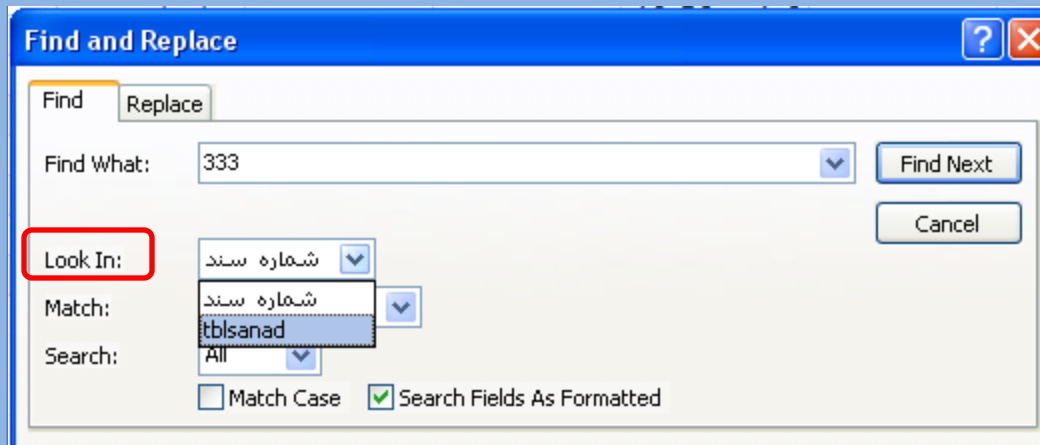 Find and Replace
Find Replace
Find What: 333 Find Next
Cancel
Look In: شماره سند
شماره سند
Match:
tblsanad
Search: All
Match Case Search Fields As Formatted